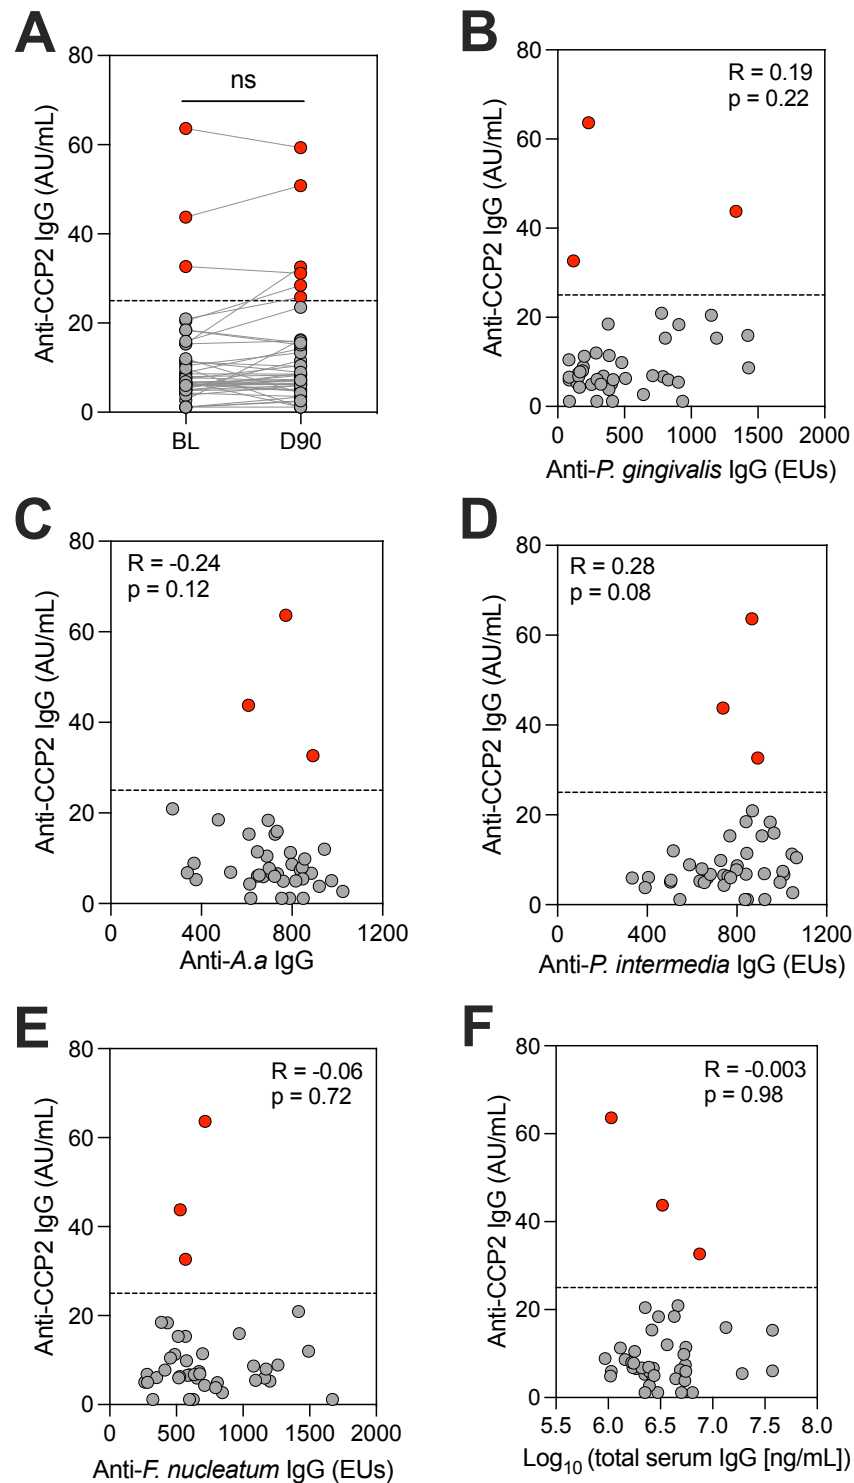 A
Anti-CCP2 IgG (AU/mL)
80
60
40
20
0
ns
BL
D90
B
Anti-CCP2 IgG (AU/mL)
80
60
40
20
0
R = 0.19
p = 0.22
0
500
1000
1500
2000
Anti-P. gingivalis IgG (EUs)
C
Anti-CCP2 IgG (AU/mL)
80
60
40
20
0
R = -0.24
p = 0.12
0
400
800
1200
Anti-A.a IgG
D
Anti-CCP2 IgG (AU/mL)
80
60
40
20
0
R = 0.28
p = 0.08
0
400
800
1200
Anti-P. intermedia IgG (EUs)
E
Anti-CCP2 IgG (AU/mL)
80
60
40
20
0
R = -0.06
p = 0.72
0
500
1000
1500
2000
Anti-F. nucleatum IgG (EUs)
F
Anti-CCP2 IgG (AU/mL)
80
60
40
20
0
R = -0.003
p = 0.98
5.5
6.0
6.5
7.0
7.5
8.0
Log10 (total serum IgG [ng/mL])